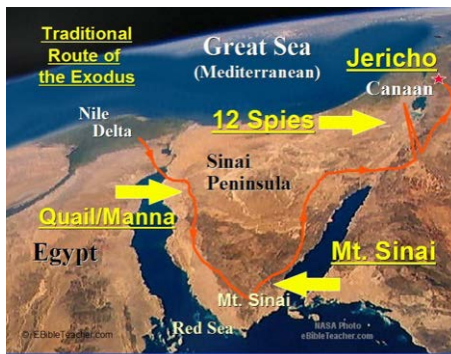 Traditional
Route of
the Exodus
Great Sea
(Mediterranean)
Jericho
Canaan
Nile
Delta
12 Spies
Sinai
Peninsula
Quail/Manna
Egypt
Mt. Sinai
Mt. Sinai
Red Sea
© EBibleTeacher.com
NASA Photo
eBibleTeacher.com